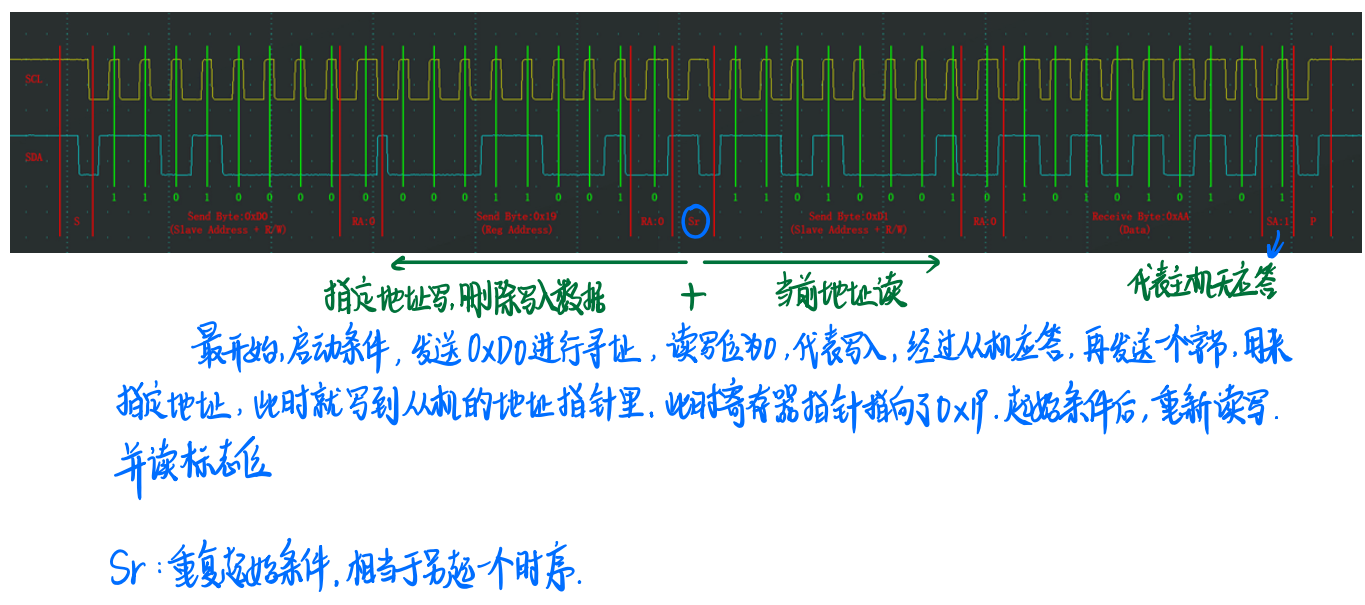 SCL
SDA
1 1 0 1 0 0 0 0 0 0 0 0 1 1 0 0 1 0 1 1 0 1 0 0 0 1 0 1 0 1 0 1 0 1 0 1
S Send Byte:0xD0 RA:0 Send Byte:0x19 RA:0 Sr Send Byte:0xD1 RA:0 Receive Byte:0xAA SA:1 P
(Slave Address + R/W) (Reg Address) (Slave Address + R/W) (Data)
指定地址写,删除写入数据 + 当前地址读 代表主机无应答
最开始,启动条件,发送0xD0进行寻址,读写位为0,代表写入,经过从机应答,再发送一个字节,用来
指定地址,此时就写到从机的地址指针里.此时寄存器指针指向了0x19.起始条件后,重新读写.
并读标志位
Sr:重复起始条件,相当于另起一个时序.